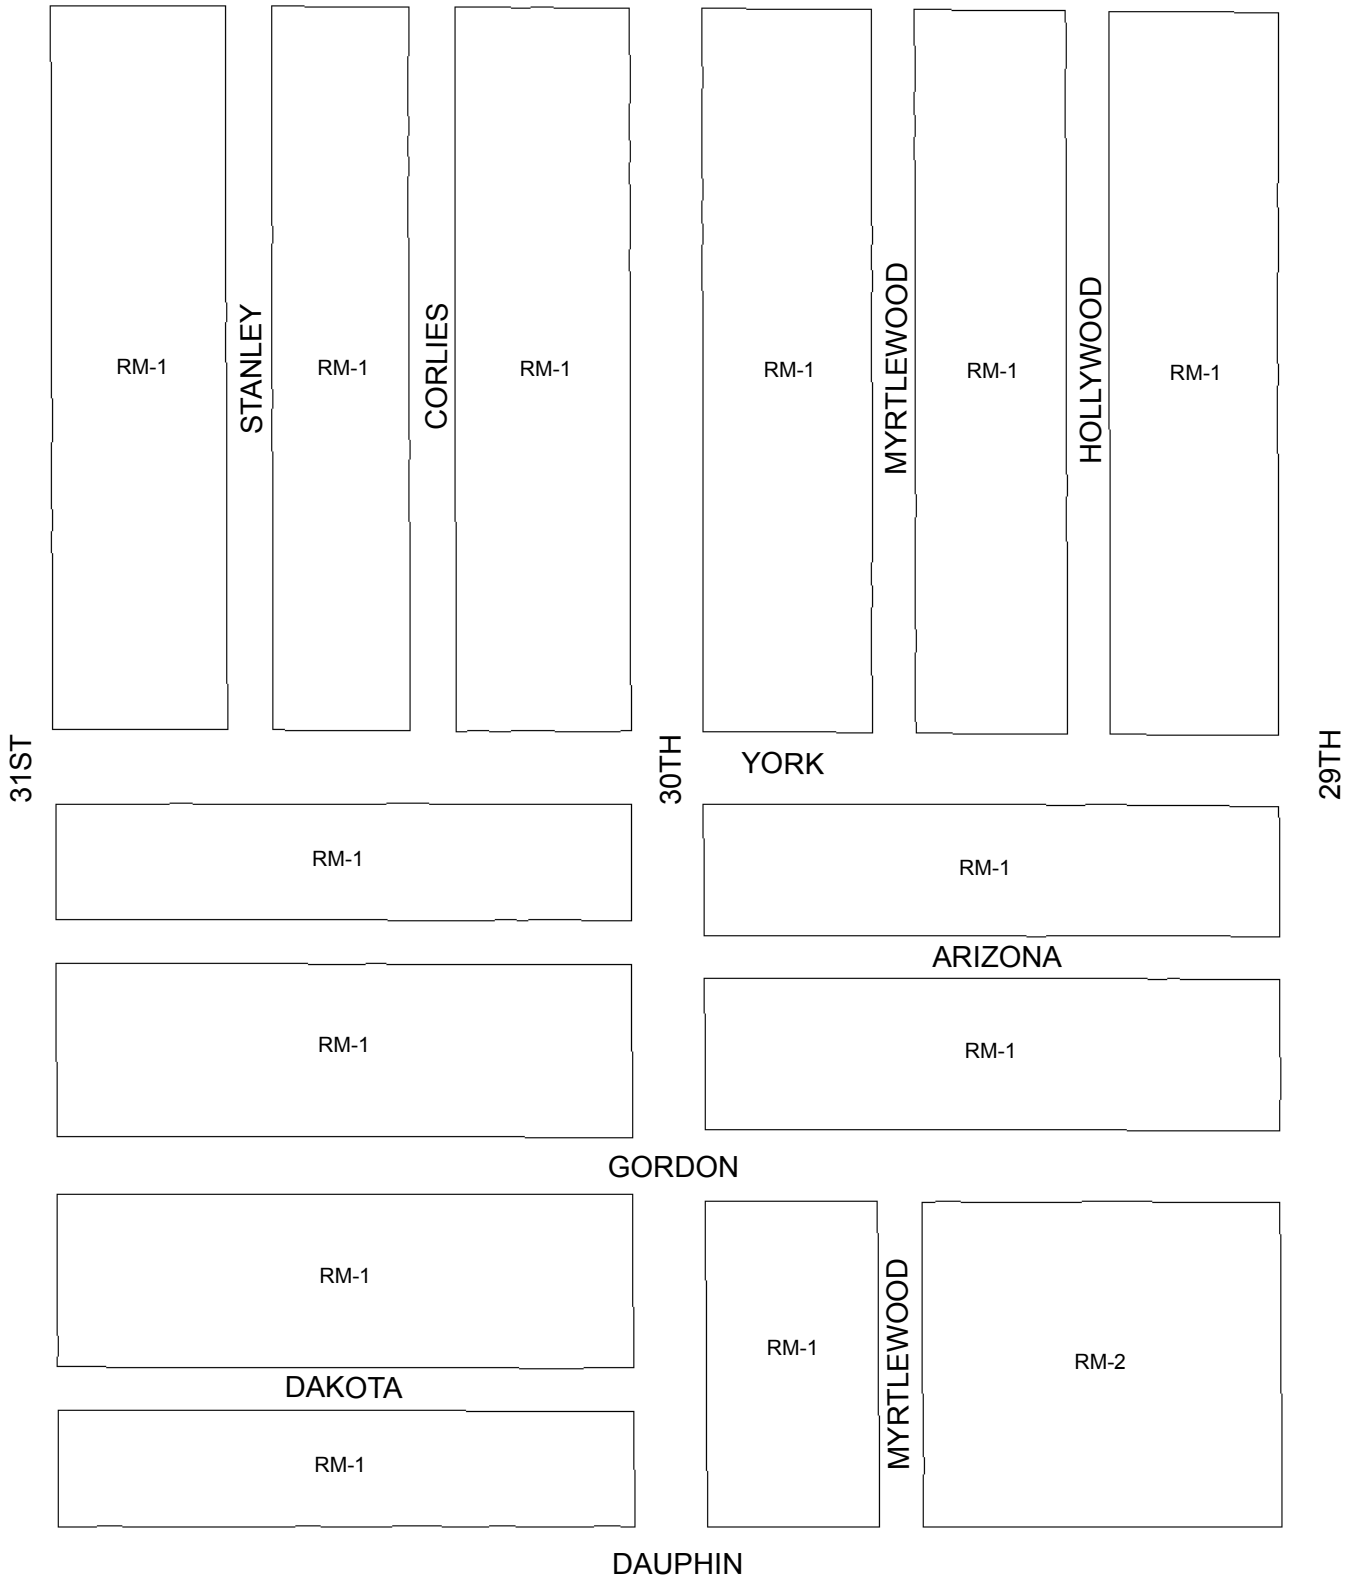 RM-1
STANLEY
RM-1
CORLIES
RM-1
RM-1
MYRTLEWOOD
RM-1
HOLLYWOOD
RM-1
31ST
30TH
YORK
29TH
RM-1
RM-1
ARIZONA
RM-1
RM-1
GORDON
RM-1
RM-1
MYRTLEWOOD
RM-2
DAKOTA
RM-1
DAUPHIN